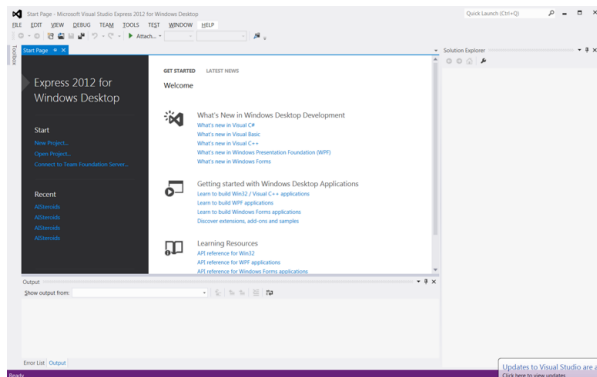 Start Page - Microsoft Visual Studio Express 2012 for Windows Desktop
Quick Launch (Ctrl+Q)
FILE EDIT VIEW DEBUG TEAM TOOLS TEST WINDOW HELP
Attach...
Toolbox
Start Page
Solution Explorer
Express 2012 for
Windows Desktop
Start
New Project...
Open Project...
Connect to Team Foundation Server...
Recent
AISteroids
AISteroids
AISteroids
AISteroids
GET STARTED LATEST NEWS
Welcome
What's New in Windows Desktop Development
What's new in Visual C#
What's new in Visual Basic
What's new in Visual C++
What's new in Windows Presentation Foundation (WPF)
What's new in Windows Forms
Getting started with Windows Desktop Applications
Learn to build Win32 / Visual C++ applications
Learn to build WPF applications
Learn to build Windows Forms applications
Discover extensions, add-ons and samples
Learning Resources
API reference for Win32
API reference for WPF applications
API reference for Windows Forms applications
Output
Show output from:
Error List Output
Ready
Updates to Visual Studio are a
Click here to view updates